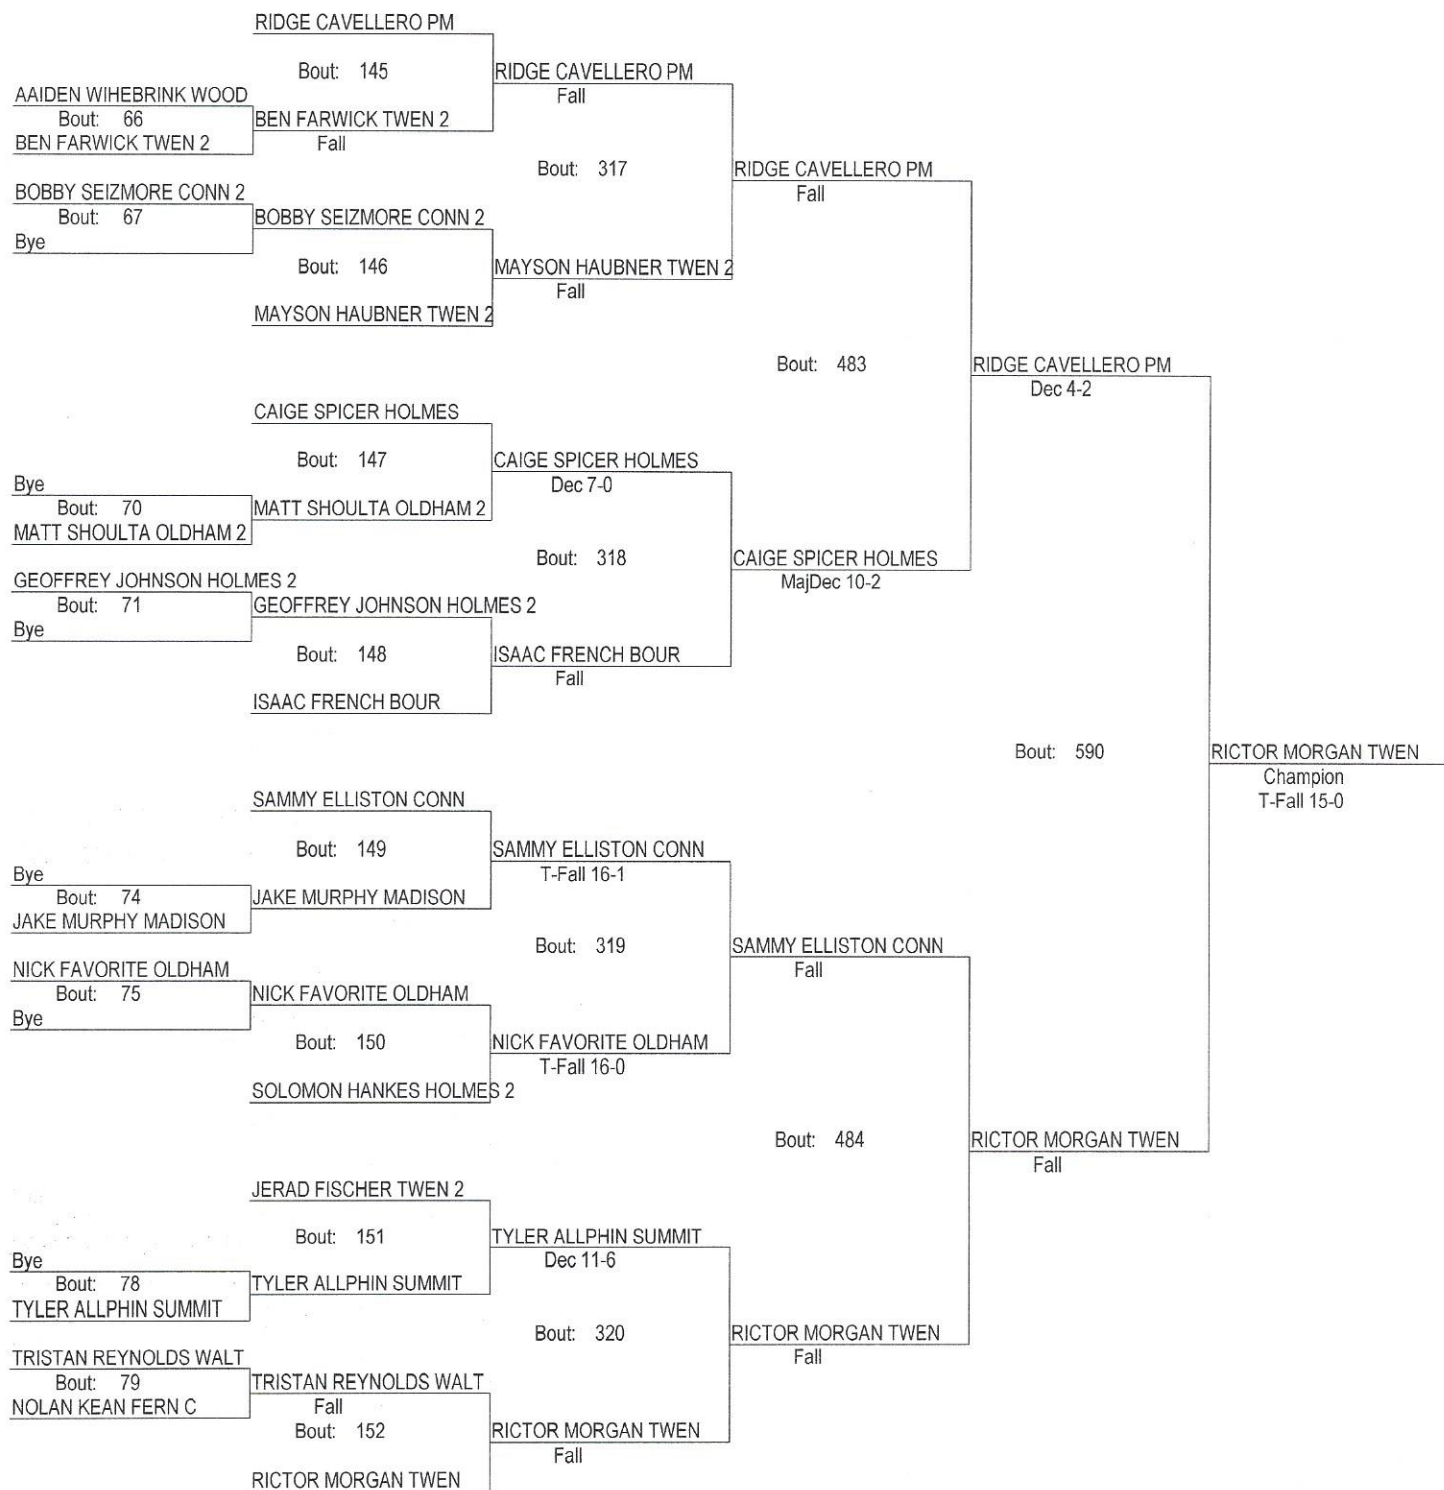 RIDGE CAVELLERO PM
Bout: 145
RIDGE CAVELLERO PM
Fall
AAIDEN WIHEBRINK WOOD
Bout: 66
BEN FARWICK TWEN 2
BEN FARWICK TWEN 2
Fall
Bout: 317
RIDGE CAVELLERO PM
Fall
BOBBY SEIZMORE CONN 2
Bout: 67
Bye
BOBBY SEIZMORE CONN 2
Bout: 146
MAYSON HAUBNER TWEN 2
Fall
MAYSON HAUBNER TWEN 2
Bout: 483
RIDGE CAVELLERO PM
Dec 4-2
CAIGE SPICER HOLMES
Bout: 147
CAIGE SPICER HOLMES
Dec 7-0
Bye
Bout: 70
MATT SHOULTA OLDHAM 2
MATT SHOULTA OLDHAM 2
Bout: 318
CAIGE SPICER HOLMES
MajDec 10-2
GEOFFREY JOHNSON HOLMES 2
Bout: 71
Bye
GEOFFREY JOHNSON HOLMES 2
Bout: 148
ISAAC FRENCH BOUR
Fall
ISAAC FRENCH BOUR
Bout: 590
RICTOR MORGAN TWEN
Champion
T-Fall 15-0
SAMMY ELLISTON CONN
Bout: 149
SAMMY ELLISTON CONN
T-Fall 16-1
Bye
Bout: 74
JAKE MURPHY MADISON
JAKE MURPHY MADISON
Bout: 319
SAMMY ELLISTON CONN
Fall
NICK FAVORITE OLDHAM
Bout: 75
Bye
NICK FAVORITE OLDHAM
Bout: 150
NICK FAVORITE OLDHAM
T-Fall 16-0
SOLOMON HANKES HOLMES 2
Bout: 484
RICTOR MORGAN TWEN
Fall
JERAD FISCHER TWEN 2
Bout: 151
TYLER ALLPHIN SUMMIT
Dec 11-6
Bye
Bout: 78
TYLER ALLPHIN SUMMIT
TYLER ALLPHIN SUMMIT
Bout: 320
RICTOR MORGAN TWEN
Fall
TRISTAN REYNOLDS WALT
Bout: 79
NOLAN KEAN FERN C
TRISTAN REYNOLDS WALT
Fall
Bout: 152
RICTOR MORGAN TWEN
Fall
RICTOR MORGAN TWEN